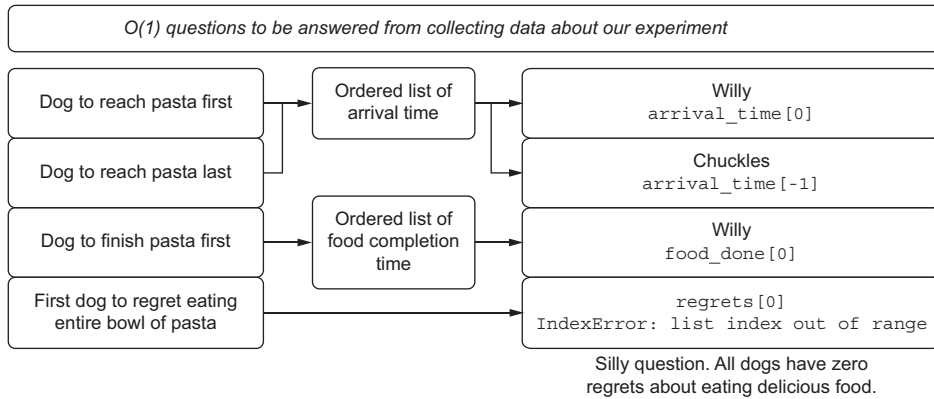 O(1) questions to be answered from collecting data about our experiment
Dog to reach pasta first
Ordered list of
arrival time
Willy
arrival_time[0]
Dog to reach pasta last
Chuckles
arrival_time[-1]
Dog to finish pasta first
Ordered list of
food completion
time
Willy
food_done[0]
First dog to regret eating
entire bowl of pasta
regrets[0]
IndexError: list index out of range
Silly question. All dogs have zero
regrets about eating delicious food.